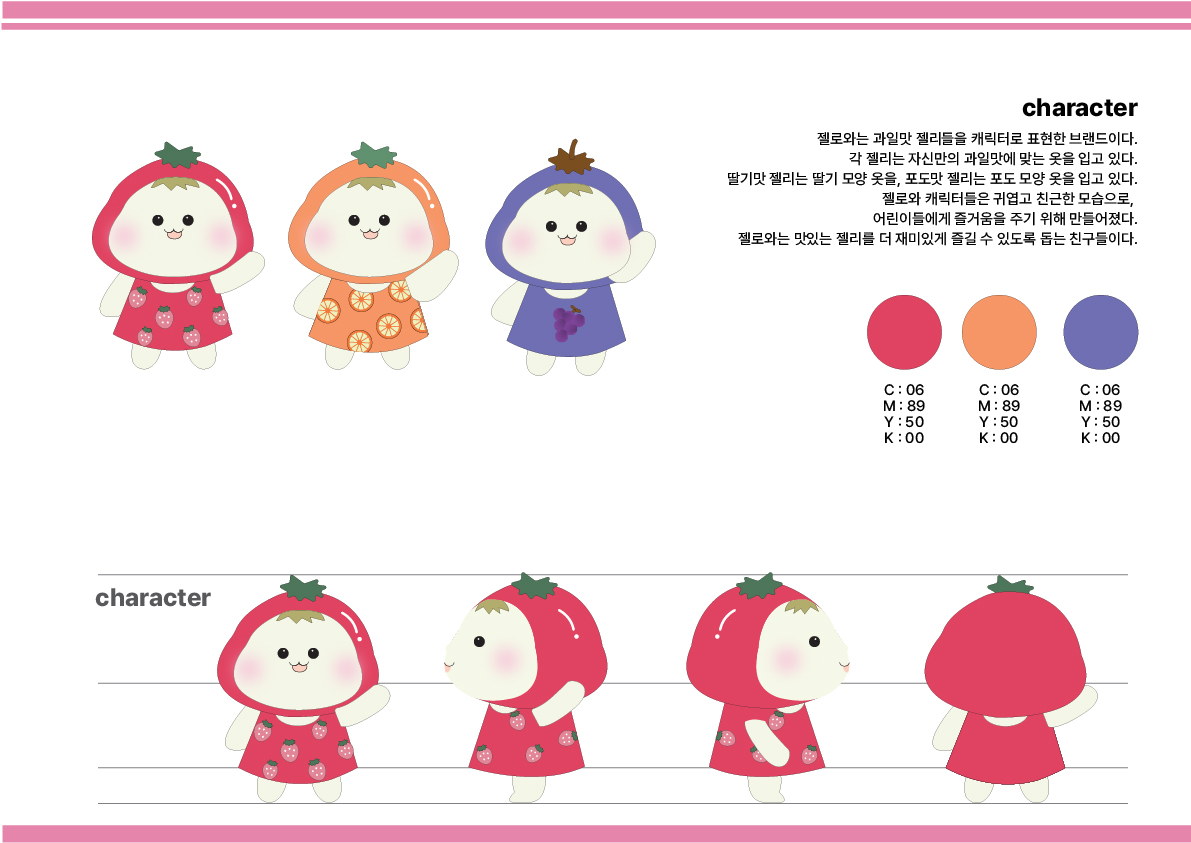 character
젤로와는 과일맛 젤리들을 캐릭터로 표현한 브랜드이다.
각 젤리는 자신만의 과일맛에 맞는 옷을 입고 있다.
딸기맛 젤리는 딸기 모양 옷을, 포도맛 젤리는 포도 모양 옷을 입고 있다.
젤로와 캐릭터들은 귀엽고 친근한 모습으로,
어린이들에게 즐거움을 주기 위해 만들어졌다.
젤로와는 맛있는 젤리를 더 재미있게 즐길 수 있도록 돕는 친구들이다.
C : 06
M : 89
Y : 50
K : 00
C : 06
M : 89
Y : 50
K : 00
C : 06
M : 89
Y : 50
K : 00
character